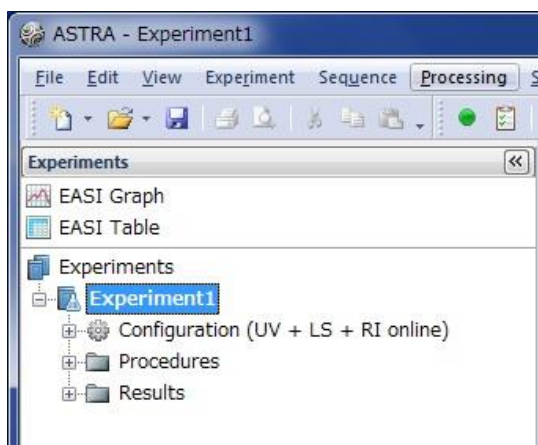 ASTRA - Experiment1
File Edit View Experiment Sequence Processing S
Experiments
EASI Graph
EASI Table
Experiments
Experiment1
Configuration (UV + LS + RI online)
Procedures
Results